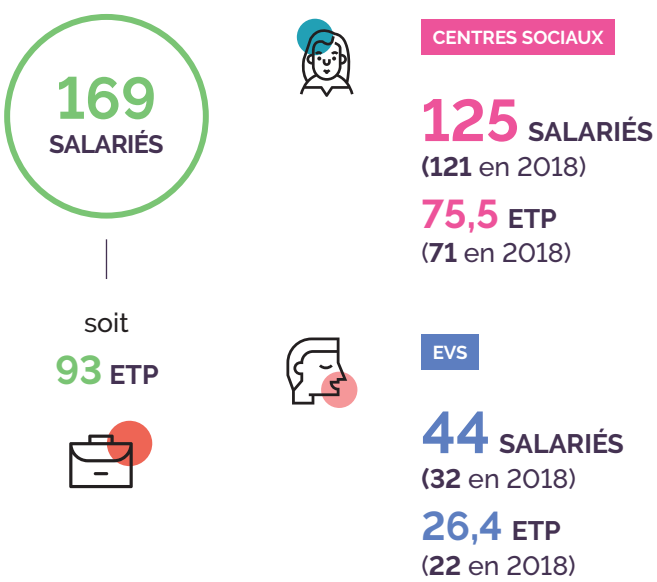 169
SALARIÉS
soit
93 ETP
CENTRES SOCIAUX
125 SALARIÉS
(121 en 2018)
75,5 ETP
(71 en 2018)
EVS
44 SALARIÉS
(32 en 2018)
26,4 ETP
(22 en 2018)